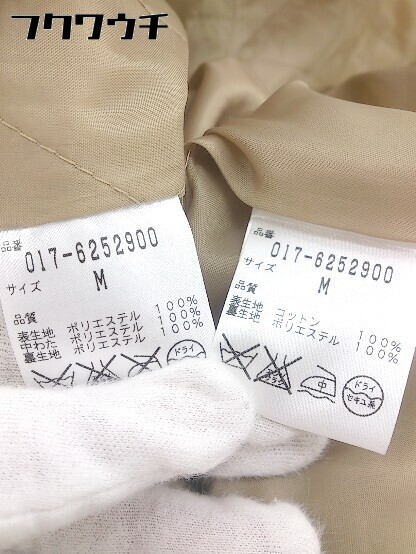 フクワウチ
品番
017-6252900
サイズ
M
品質
表生地 ポリエステル 100%
中わた ポリエステル 100%
裏生地 ポリエステル 100%
ドライ
品番
017-6252900
サイズ
M
品質
表生地 コットン 100%
裏生地 ポリエステル 100%
中
ドライ
セキユ系